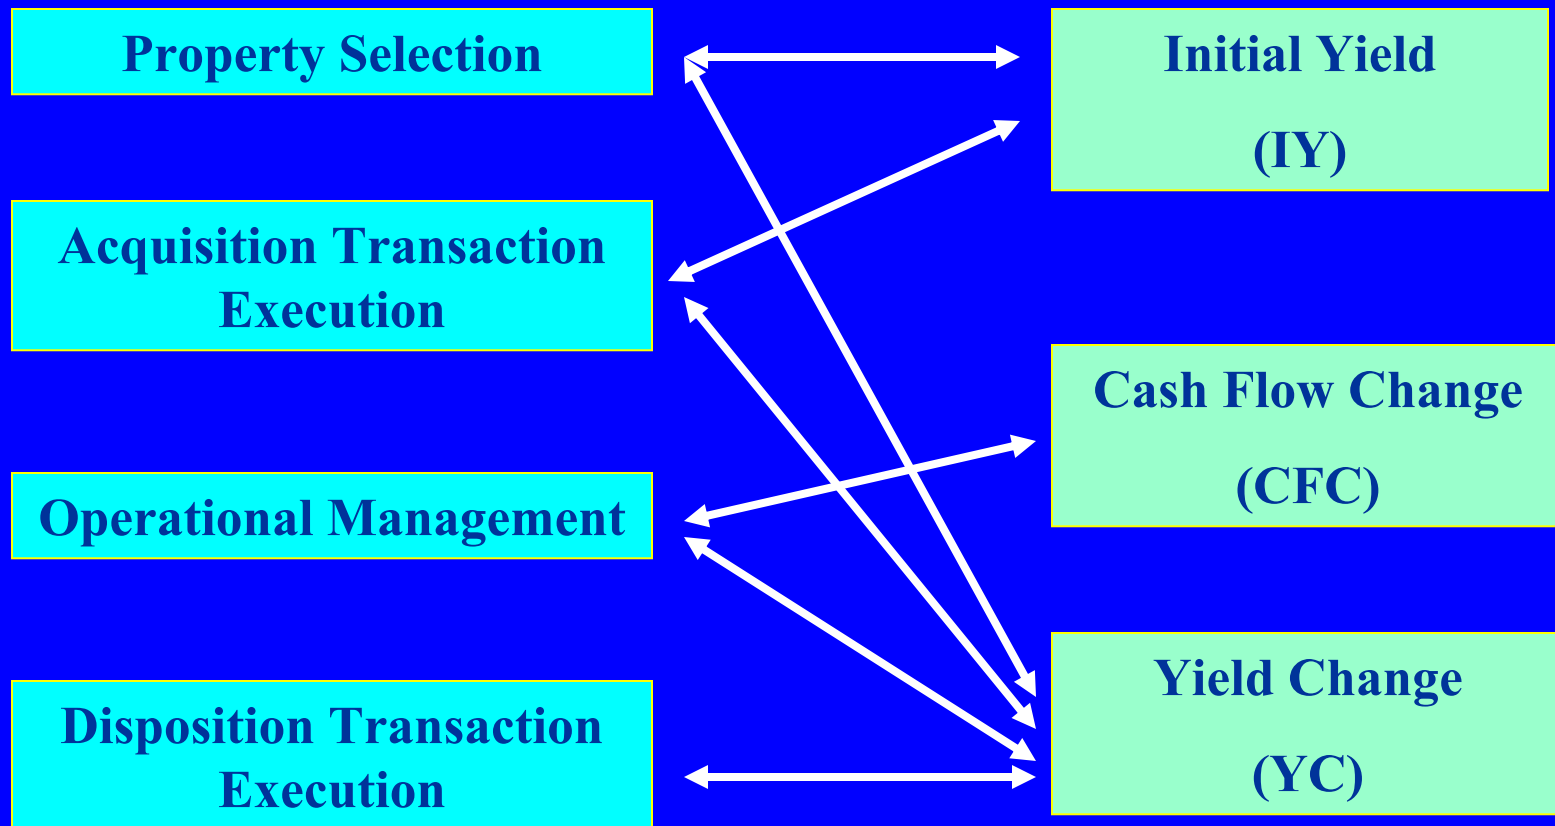 Property Selection
Acquisition Transaction
Execution
Operational Management
Disposition Transaction
Execution
Initial Yield
(IY)
Cash Flow Change
(CFC)
Yield Change
(YC)